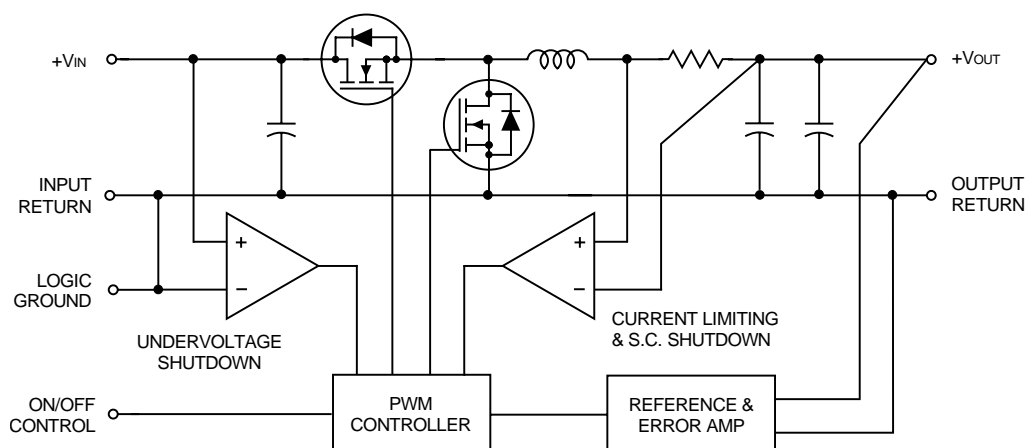 +VIN
+VOUT
INPUT
RETURN
OUTPUT
RETURN
+
+
LOGIC
GROUND
−
−
UNDERVOLTAGE
SHUTDOWN
CURRENT LIMITING
& S.C. SHUTDOWN
ON/OFF
CONTROL
PWM
CONTROLLER
REFERENCE &
ERROR AMP